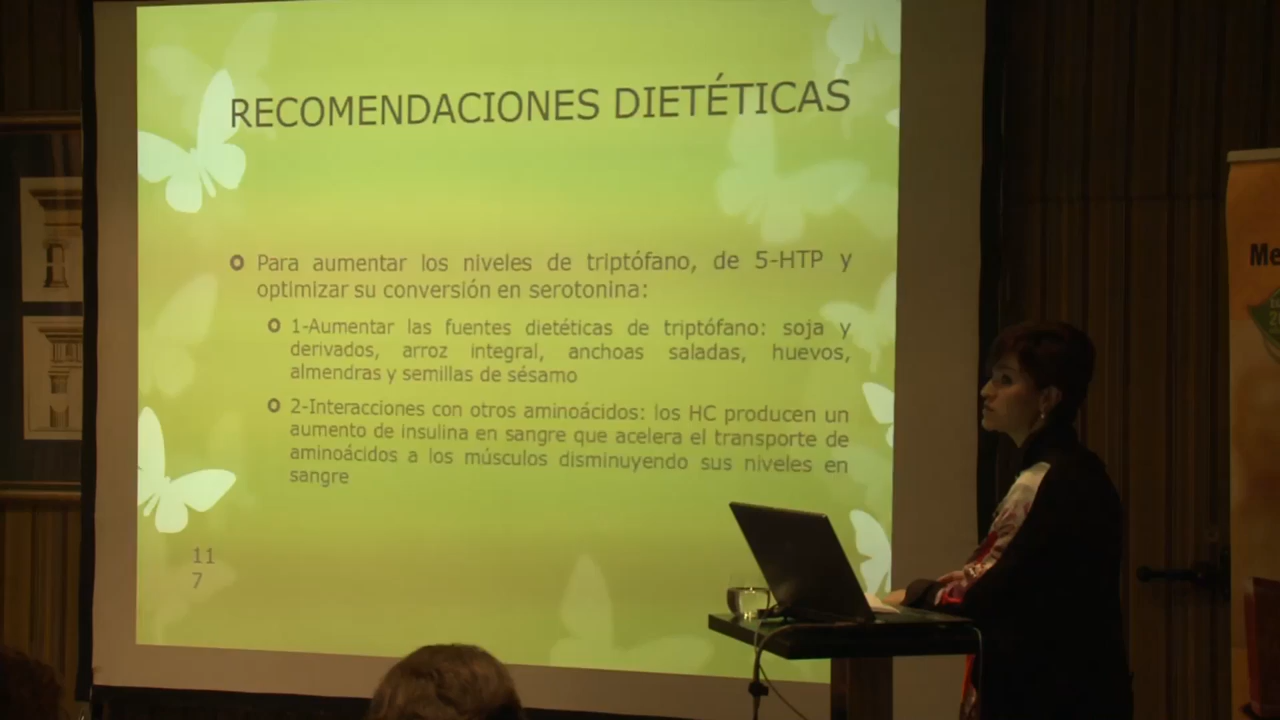 RECOMENDACIONES DIETÉTICAS
Para aumentar los niveles de triptófano, de 5-HTP y
optimizar su conversión en serotonina:
1-Aumentar las fuentes dietéticas de triptófano: soja y
derivados, arroz integral, anchoas saladas, huevos,
almendras y semillas de sésamo
2-Interacciones con otros aminoácidos: los HC producen un
aumento de insulina en sangre que acelera el transporte de
aminoácidos a los músculos disminuyendo sus niveles en
sangre
11
7
Me